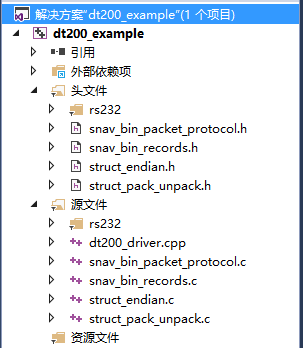 解决方案"dt200_example"(1 个项目)
dt200_example
引用
外部依赖项
头文件
rs232
snav_bin_packet_protocol.h
snav_bin_records.h
struct_endian.h
struct_pack_unpack.h
源文件
rs232
dt200_driver.cpp
snav_bin_packet_protocol.c
snav_bin_records.c
struct_endian.c
struct_pack_unpack.c
资源文件